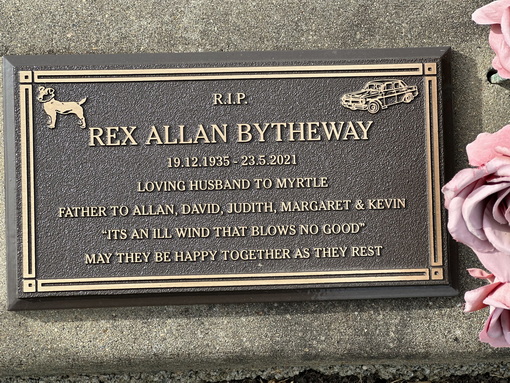 R.I.P.
REX ALLAN BYTHEWAY
19.12.1935 - 23.5.2021
LOVING HUSBAND TO MYRTLE
FATHER TO ALLAN, DAVID, JUDITH, MARGARET & KEVIN
"ITS AN ILL WIND THAT BLOWS NO GOOD"
MAY THEY BE HAPPY TOGETHER AS THEY REST